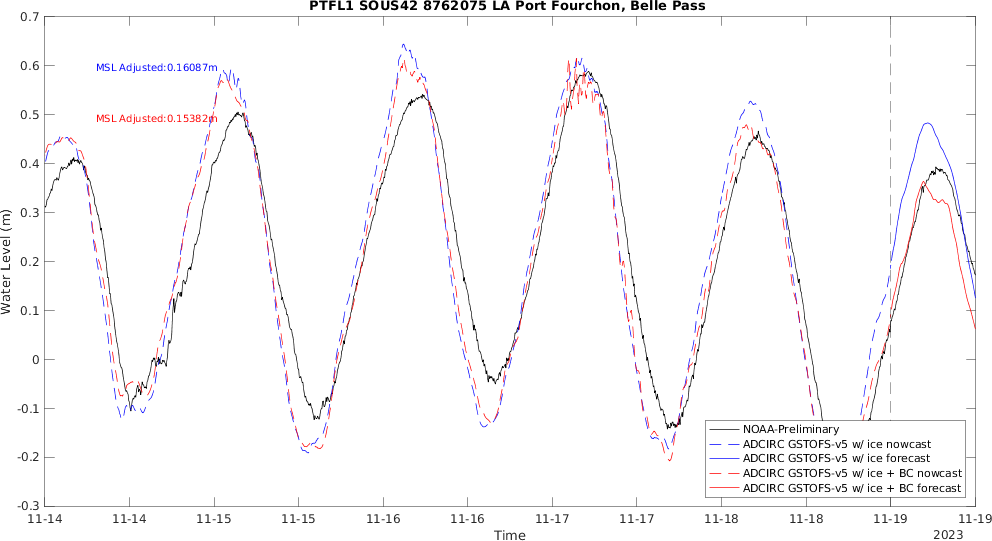 PTFL1 SOUS42 8762075 LA Port Fourchon, Belle Pass
0.7
0.6
0.5
0.4
0.3
0.2
0.1
0
-0.1
-0.2
-0.3
Water Level (m)
MSL Adjusted:0.16087m
MSL Adjusted:0.15382m
NOAA-Preliminary
ADCIRC GSTOFS-v5 w/ ice nowcast
ADCIRC GSTOFS-v5 w/ ice forecast
ADCIRC GSTOFS-v5 w/ ice + BC nowcast
ADCIRC GSTOFS-v5 w/ ice + BC forecast
11-14 11-14 11-15 11-15 11-16 11-16 11-17 11-17 11-18 11-18 11-19 11-19
Time
2023